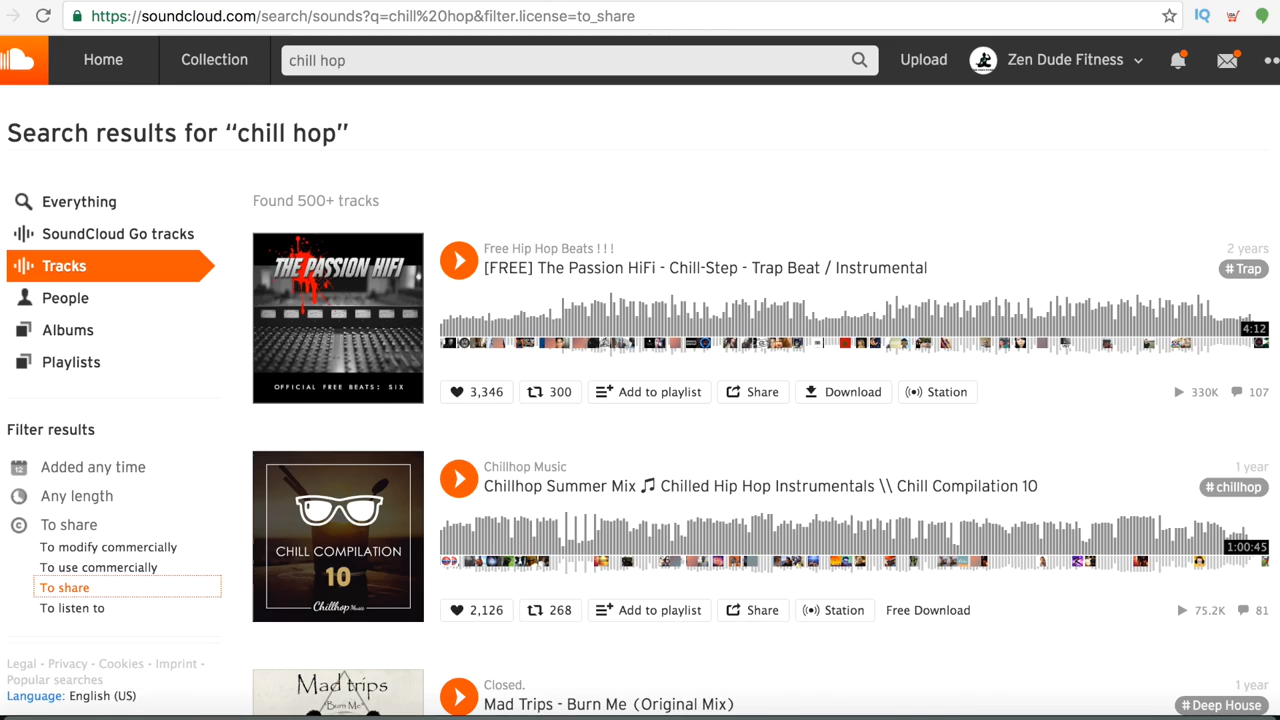 https://soundcloud.com/search/sounds?q=chill%20hop&filter.license=to_share
IQ
Home
Collection
chill hop
Upload
Zen Dude Fitness
Search results for “chill hop”
Everything
SoundCloud Go tracks
Tracks
People
Albums
Playlists
Filter results
12
Added any time
Any length
To share
To modify commercially
To use commercially
To share
To listen to
Legal - Privacy - Cookies - Imprint -
Popular searches
Language: English (US)
Found 500+ tracks
THE PASSION HIFI
OFFICIAL FREE BEATS: SIX
Free Hip Hop Beats ! ! !
2 years
[FREE] The Passion HiFi - Chill-Step - Trap Beat / Instrumental
# Trap
4:12
3,346
300
Add to playlist
Share
Download
Station
330K
107
CHILL COMPILATION
10
Chillhop Music
Chillhop Music
1 year
Chillhop Summer Mix 🎵 Chilled Hip Hop Instrumentals \\ Chill Compilation 10
# chillhop
1:00:45
2,126
268
Add to playlist
Share
Station
Free Download
75.2K
81
Mad trips
Burn Me
Closed.
1 year
Mad Trips - Burn Me (Original Mix)
# Deep House